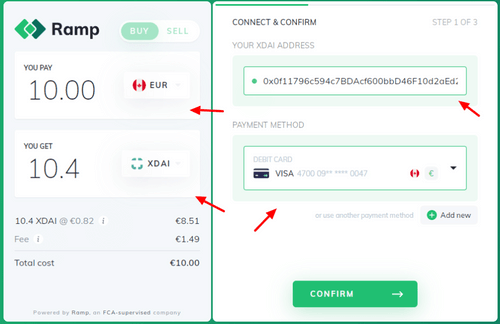 Ramp
BUY SELL
YOU PAY
10.00 EUR
YOU GET
10.4 XDAI
10.4 XDAI @ €0.82 i €8.51
Fee i €1.49
Total cost €10.00
Powered by Ramp, an FCA-supervised company
CONNECT & CONFIRM STEP 1 OF 3
YOUR XDAI ADDRESS
0x0f11796c594c7BDAcf600bbD46F10d2aEd2
PAYMENT METHOD
DEBIT CARD
VISA 4700 09** **** 0047 €
or use another payment method Add new
CONFIRM